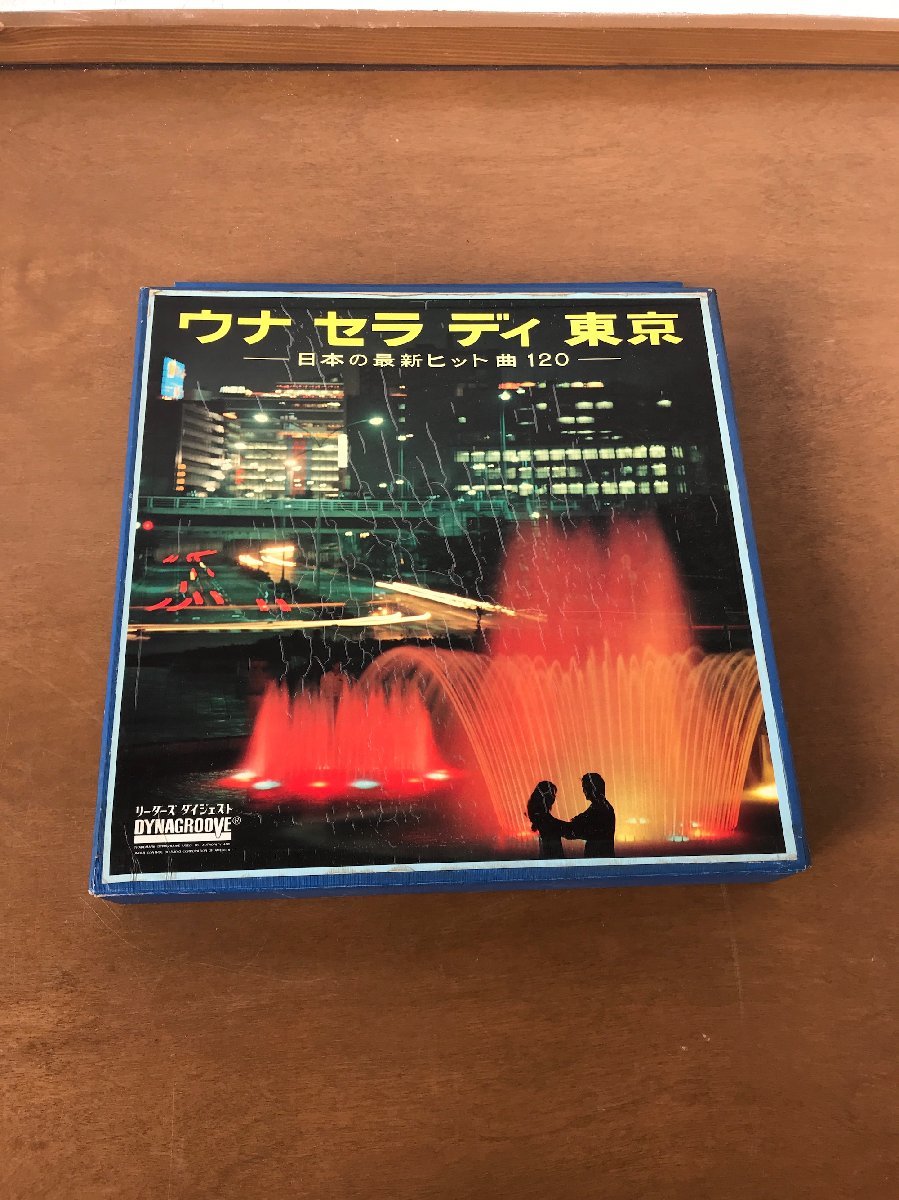 ウナ セラ ディ 東京
日本の最新ヒット曲120
リーダーズ ダイジェスト
DYNAGROOVE®